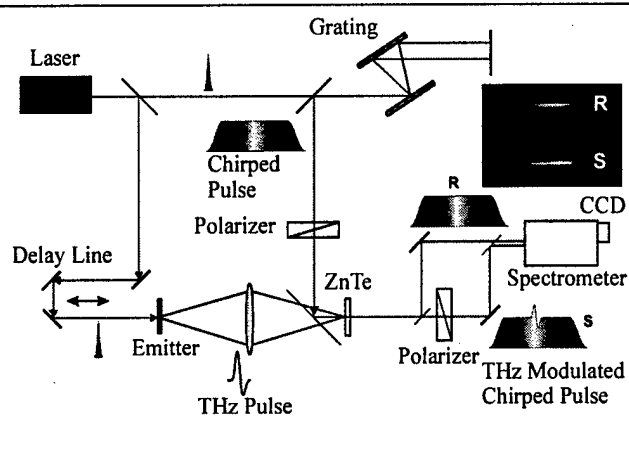 Grating
Laser
R
S
Chirped
Pulse
R
CCD
Polarizer
Delay Line
ZnTe
Spectrometer
Emitter
Polarizer
S
THz Modulated
Chirped Pulse
THz Pulse